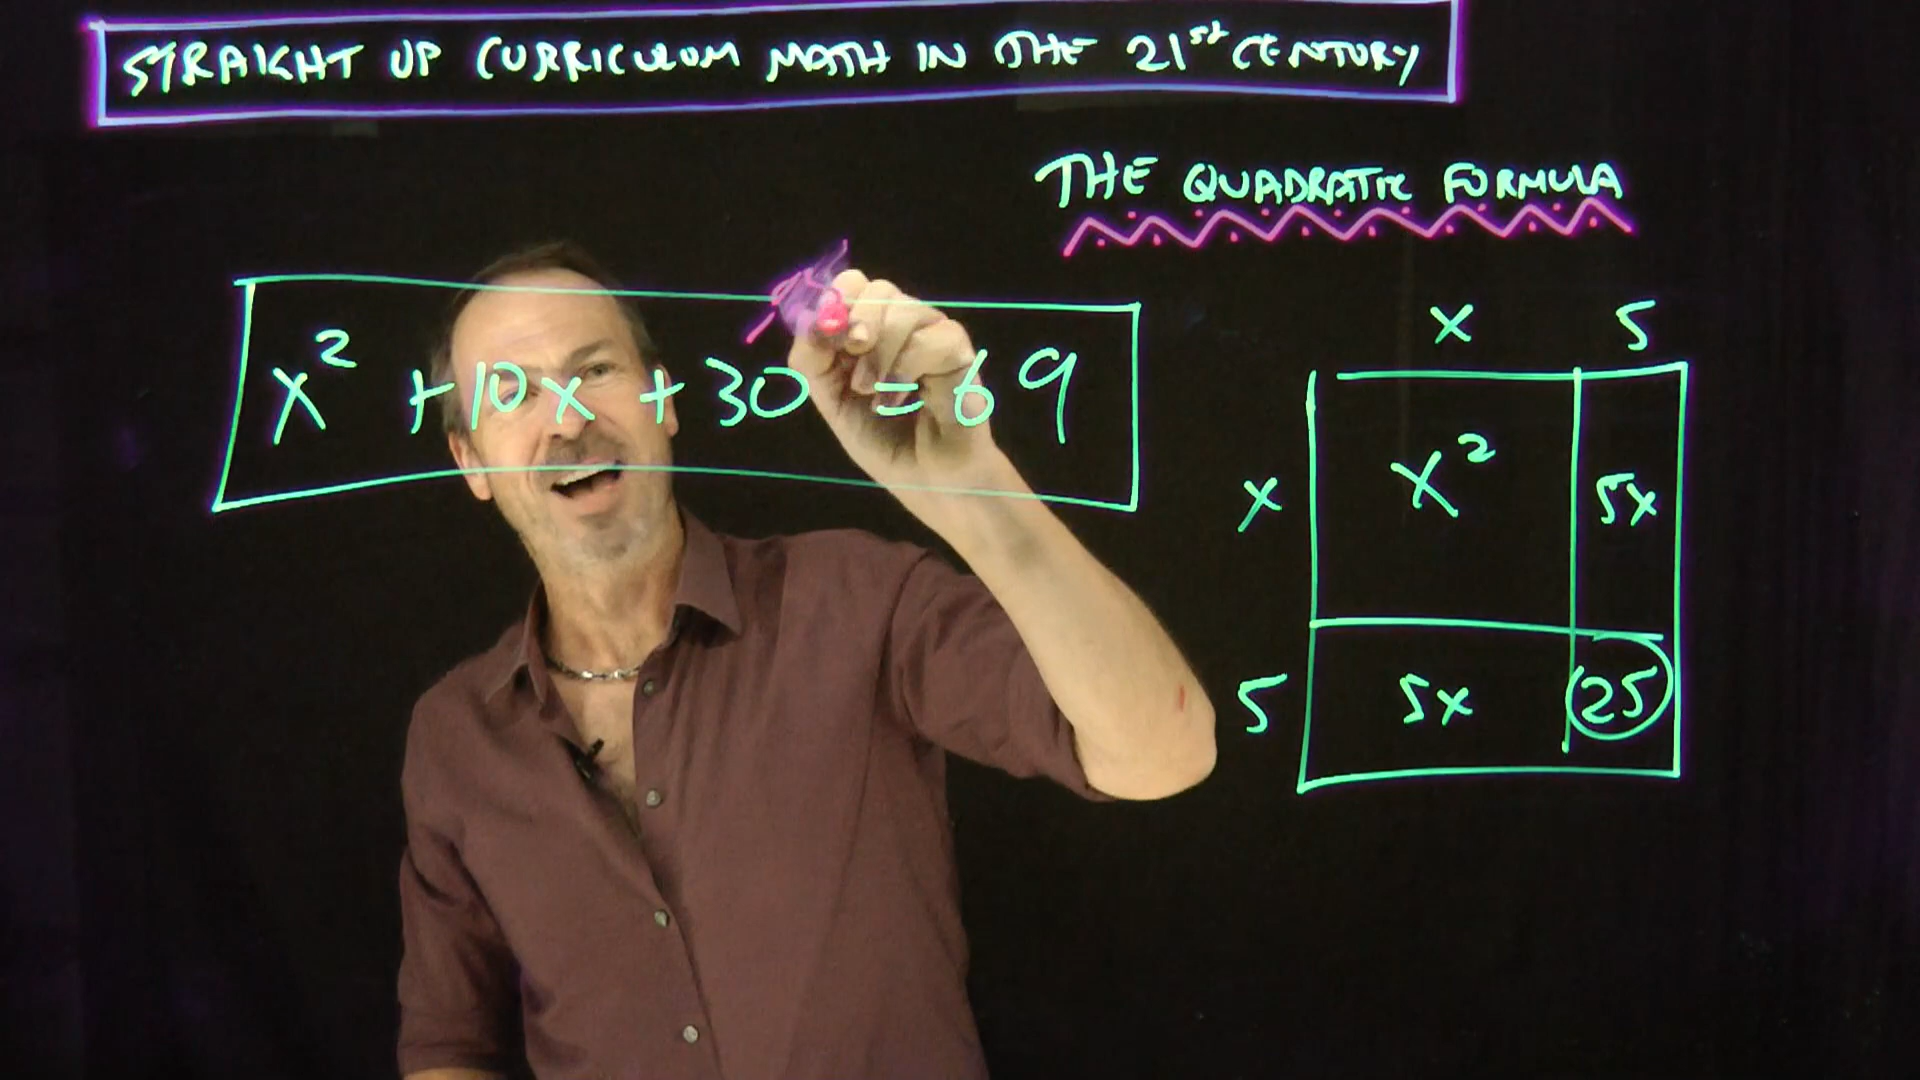 STRAIGHT UP CURRICULUM MATH IN THE 21st CENTURY
THE QUADRATIC FORMULA
x² + 10x + 30 = 69
x 5
x x² 5x
5 5x 25